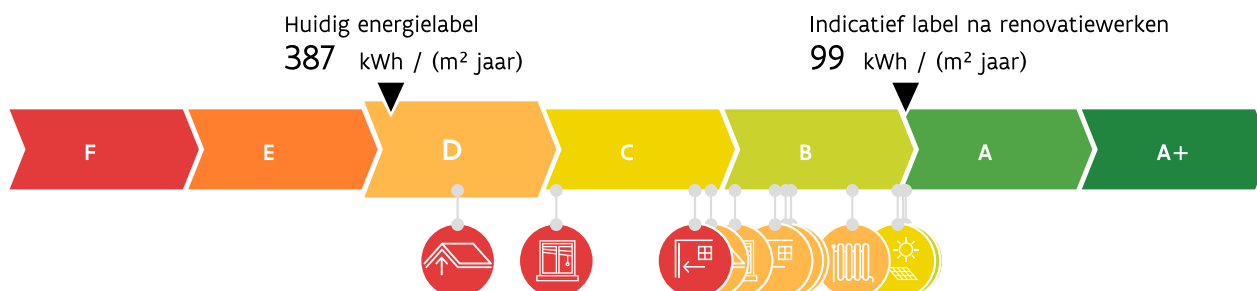 Huidig energielabel
387 kWh / (m² jaar)
Indicatief label na renovatiewerken
99 kWh / (m² jaar)
F E D C B A A+